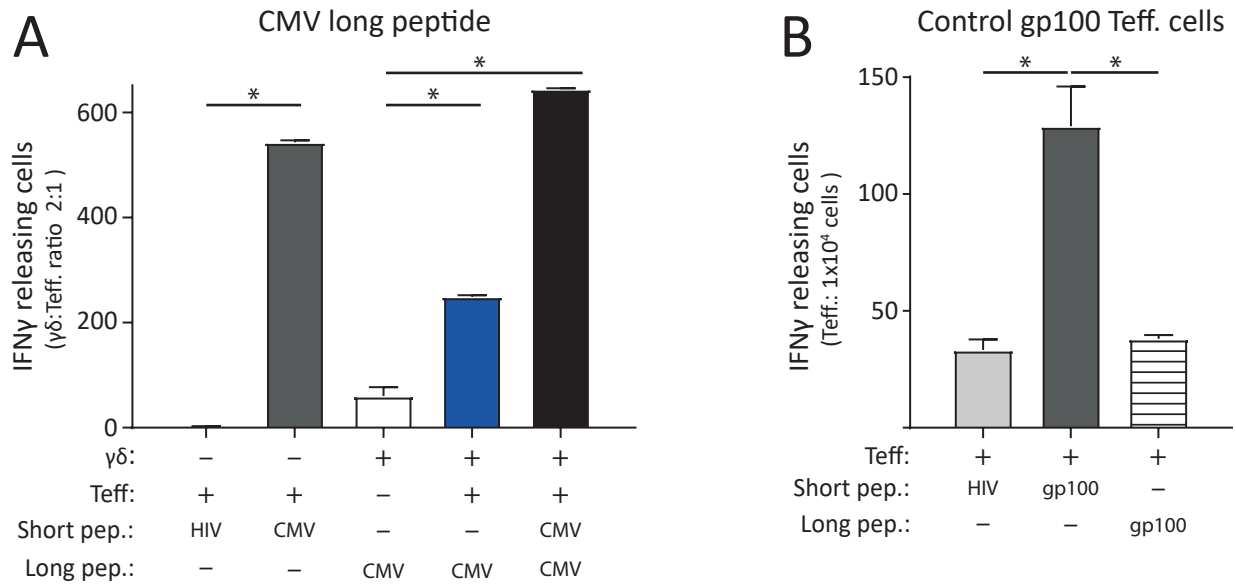 A
CMV long peptide
IFNγ releasing cells
(γδ:Teff. ratio 2:1 )
600
400
200
0
*
*
*
γδ: – – + + +
Teff: + + – + +
Short pep.: HIV CMV – – CMV
Long pep.: – – CMV CMV CMV
B
Control gp100 Teff. cells
IFNγ releasing cells
(Teff.: 1x10⁴ cells )
150
100
50
* *
Teff: + + +
Short pep.: HIV gp100 –
Long pep.: – – gp100